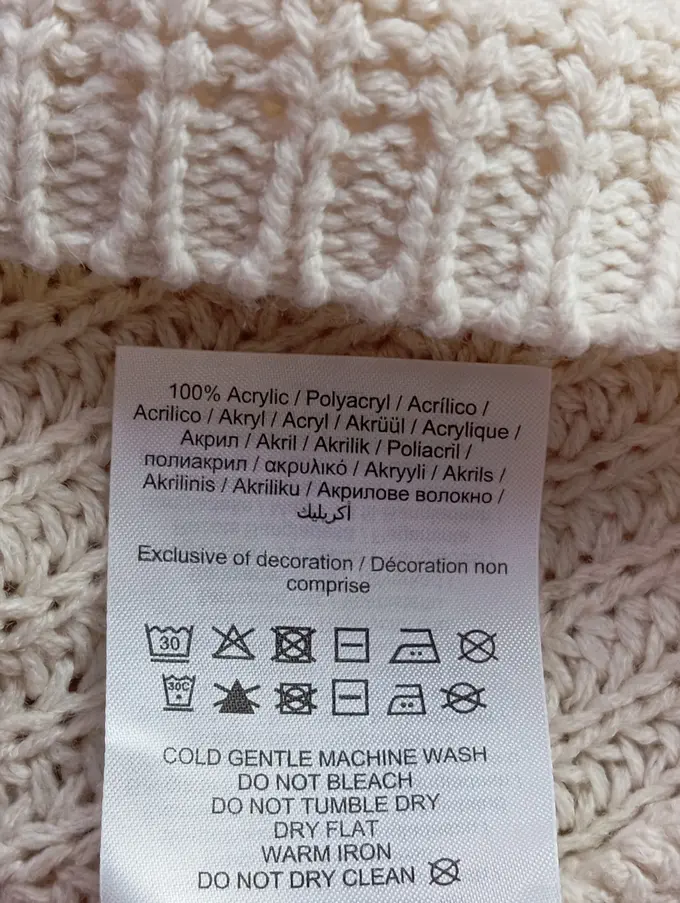 100% Acrylic / Polyacryl / Acrílico /
Acrilico / Akryl / Acryl / Akrüül / Acrylique /
Акрил / Akril / Akrilik / Poliacril /
полиакрил / ακρυλικό / Akryyli / Akrils /
Akrilinis / Akriliku / Акрилове волокно /
أكريليك
Exclusive of decoration / Décoration non
comprise
30
30C
COLD GENTLE MACHINE WASH
DO NOT BLEACH
DO NOT TUMBLE DRY
DRY FLAT
WARM IRON
DO NOT DRY CLEAN